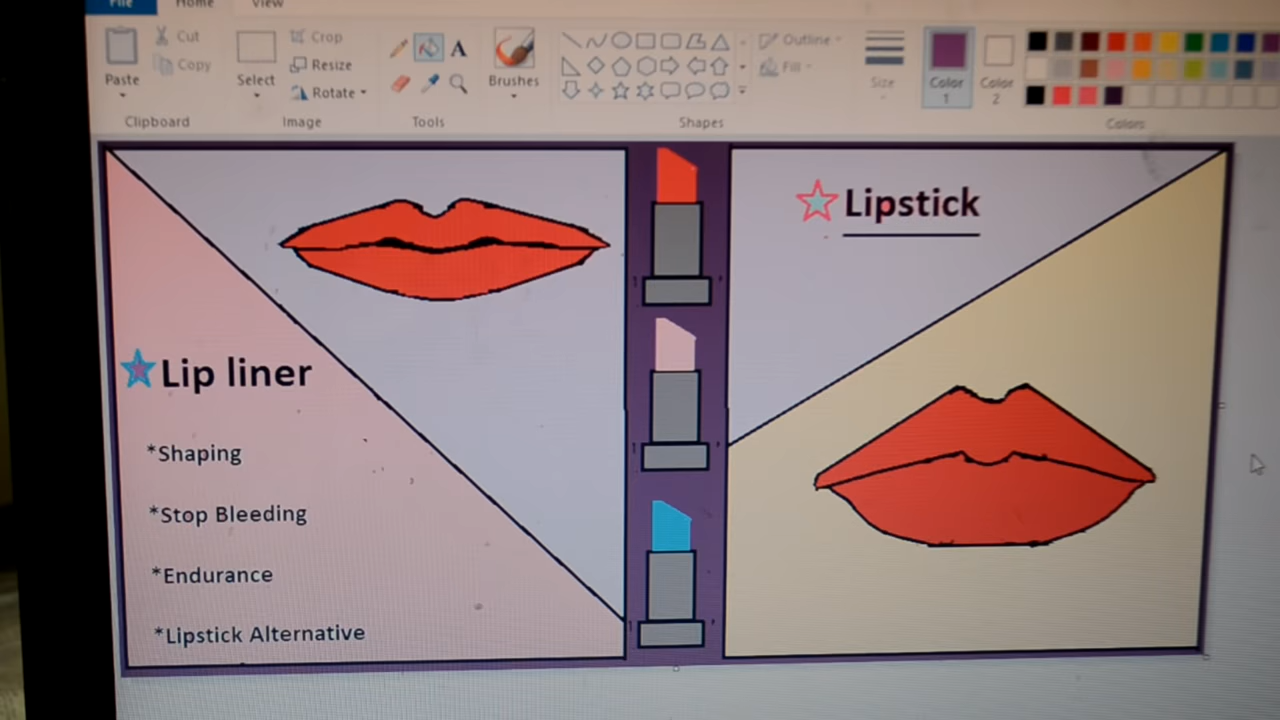 File
Home
View
Cut
Copy
Paste
Clipboard
Crop
Resize
Rotate
Select
Image
A
Tools
Brushes
Outline
Fill
Shapes
Size
Color
1
Color
2
Colors
Lip liner
*Shaping
*Stop Bleeding
*Endurance
*Lipstick Alternative
Lipstick